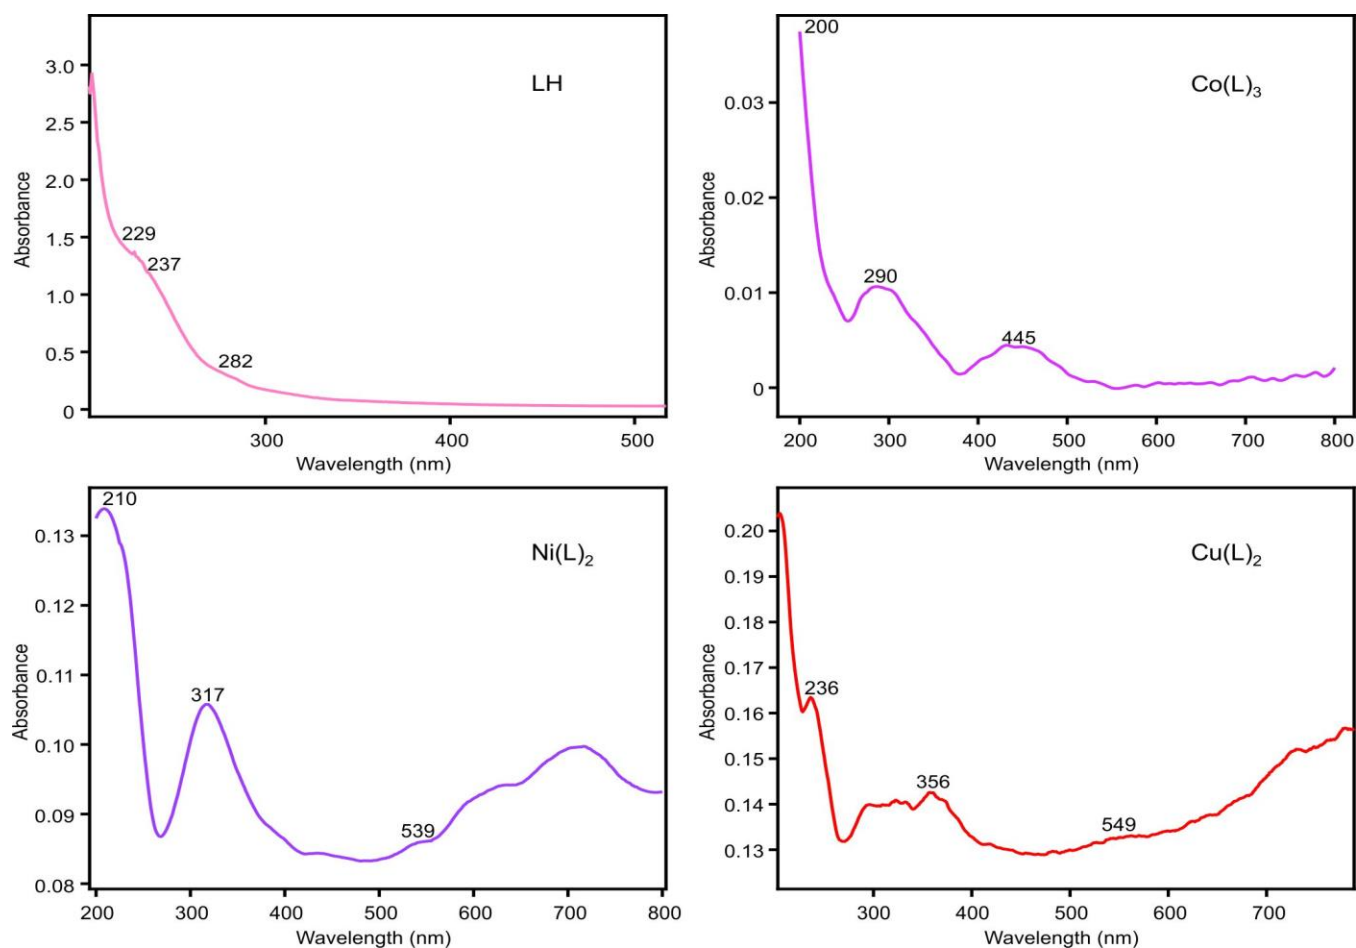 LH
3.0
2.5
2.0
1.5
1.0
0.5
0
229
237
282
300 400 500
Wavelength (nm)
Absorbance
Co(L)3
200
0.03
0.02
0.01
0
290
445
200 300 400 500 600 700 800
Wavelength (nm)
Absorbance
Ni(L)2
210
0.13
0.12
0.11
0.10
0.09
0.08
317
539
200 300 400 500 600 700 800
Wavelength (nm)
Absorbance
Cu(L)2
0.20
0.19
0.18
0.17
0.16
0.15
0.14
0.13
236
356
549
300 400 500 600 700
Wavelength (nm)
Absorbance